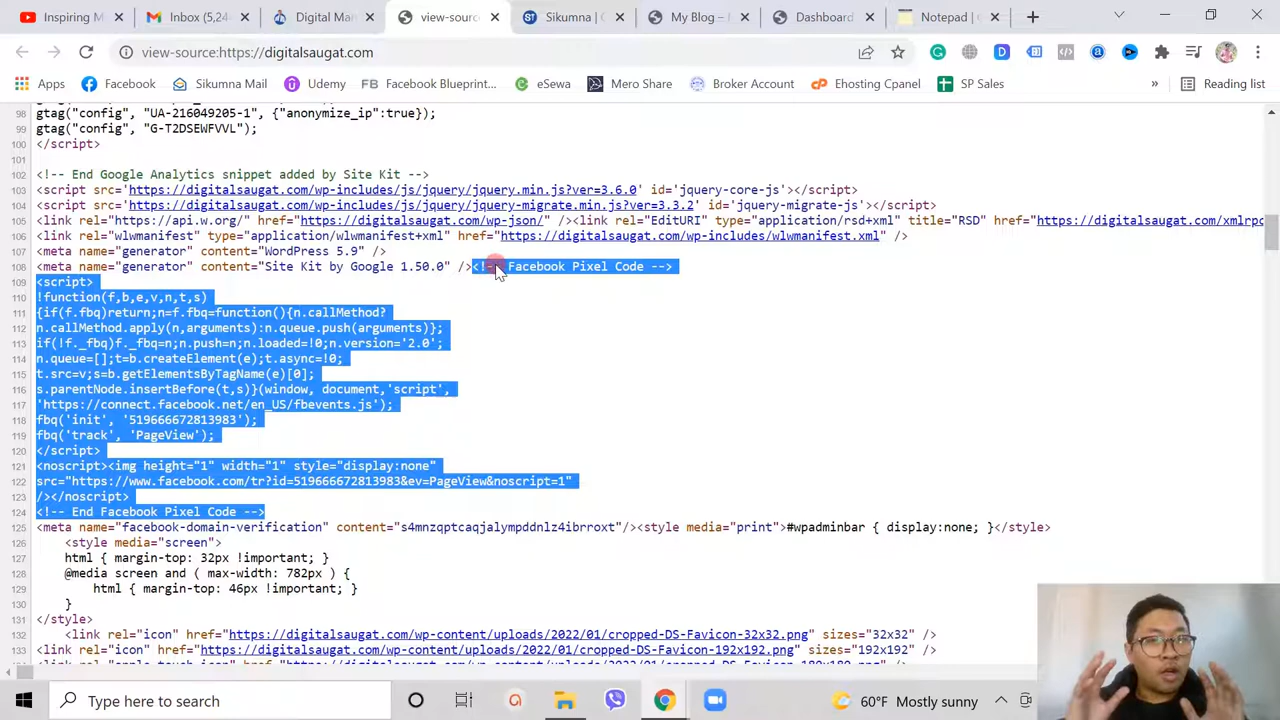 Inspiring M
Inbox (5,24
Digital Mar
view-source
Sikumna | C
My Blog –
Dashboard
Notepad |
view-source:https://digitalsaugat.com
Apps
Facebook
Sikumna Mail
Udemy
Facebook Blueprint...
eSewa
Mero Share
Broker Account
Ehosting Cpanel
SP Sales
»
Reading list
98 gtag("config", "UA-216049205-1", {"anonymize_ip":true});
99 gtag("config", "G-T2DSEWFVVL");
100 </script>
101
102 <!-- End Google Analytics snippet added by Site Kit -->
103 <script src='https://digitalsaugat.com/wp-includes/js/jquery/jquery.min.js?ver=3.6.0' id='jquery-core-js'></script>
104 <script src='https://digitalsaugat.com/wp-includes/js/jquery/jquery-migrate.min.js?ver=3.3.2' id='jquery-migrate-js'></script>
105 <link rel="https://api.w.org/" href="https://digitalsaugat.com/wp-json/" /><link rel="EditURI" type="application/rsd+xml" title="RSD" href="https://digitalsaugat.com/xmlrpc
106 <link rel="wlwmanifest" type="application/wlwmanifest+xml" href="https://digitalsaugat.com/wp-includes/wlwmanifest.xml" />
107 <meta name="generator" content="WordPress 5.9" />
108 <meta name="generator" content="Site Kit by Google 1.50.0" /><!-- Facebook Pixel Code -->
109 <script>
110 !function(f,b,e,v,n,t,s)
111 {if(f.fbq)return;n=f.fbq=function(){n.callMethod?
112 n.callMethod.apply(n,arguments):n.queue.push(arguments)};
113 if(!f._fbq)f._fbq=n;n.push=n;n.loaded=!0;n.version='2.0';
114 n.queue=[];t=b.createElement(e);t.async=!0;
115 t.src=v;s=b.getElementsByTagName(e)[0];
116 s.parentNode.insertBefore(t,s)}(window, document,'script',
117 'https://connect.facebook.net/en_US/fbevents.js');
118 fbq('init', '519666672813983');
119 fbq('track', 'PageView');
120 </script>
121 <noscript><img height="1" width="1" style="display:none"
122 src="https://www.facebook.com/tr?id=519666672813983&ev=PageView&noscript=1"
123 /></noscript>
124 <!-- End Facebook Pixel Code -->
125 <meta name="facebook-domain-verification" content="s4mnzqptcaqjalympddnlz4ibrroxt"/><style media="print">#wpadminbar { display:none; }</style>
126 <style media="screen">
127 html { margin-top: 32px !important; }
128 @media screen and ( max-width: 782px ) {
129 html { margin-top: 46px !important; }
130 }
131 </style>
132 <link rel="icon" href="https://digitalsaugat.com/wp-content/uploads/2022/01/cropped-DS-Favicon-32x32.png" sizes="32x32" />
133 <link rel="icon" href="https://digitalsaugat.com/wp-content/uploads/2022/01/cropped-DS-Favicon-192x192.png" sizes="192x192" />
Type here to search
60°F Mostly sunny